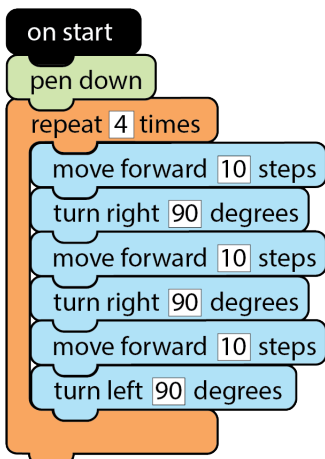 on start
pen down
repeat 4 times
move forward 10 steps
turn right 90 degrees
move forward 10 steps
turn right 90 degrees
move forward 10 steps
turn left 90 degrees